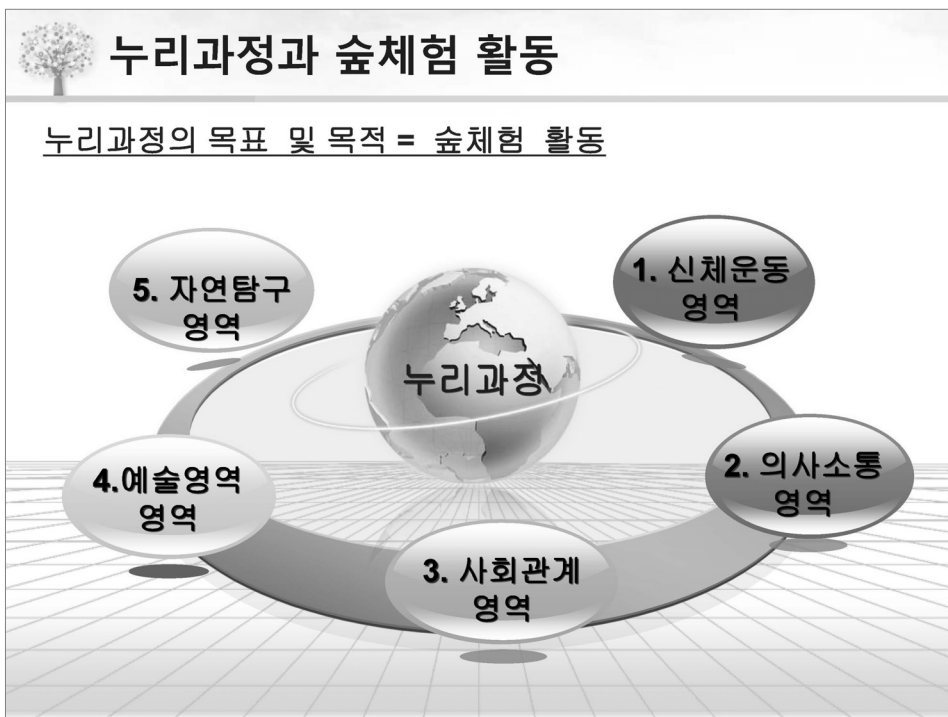 누리과정과 숲체험 활동
누리과정의 목표 및 목적 = 숲체험 활동
누리과정
1. 신체운동
영역
2. 의사소통
영역
3. 사회관계
영역
4.예술영역
영역
5. 자연탐구
영역